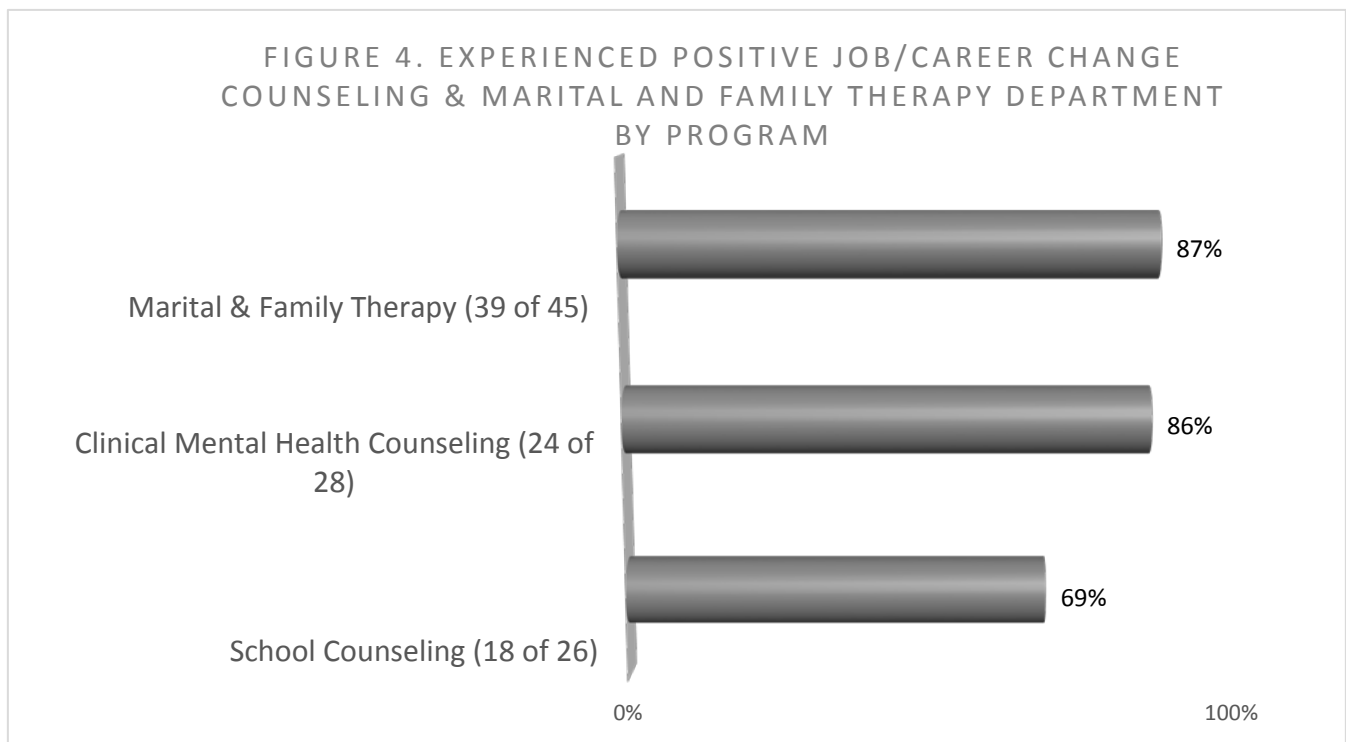 FIGURE 4. EXPERIENCED POSITIVE JOB/CAREER CHANGE
COUNSELING & MARITAL AND FAMILY THERAPY DEPARTMENT
BY PROGRAM
87%
Marital & Family Therapy (39 of 45)
86%
Clinical Mental Health Counseling (24 of
28)
69%
School Counseling (18 of 26)
0%
100%